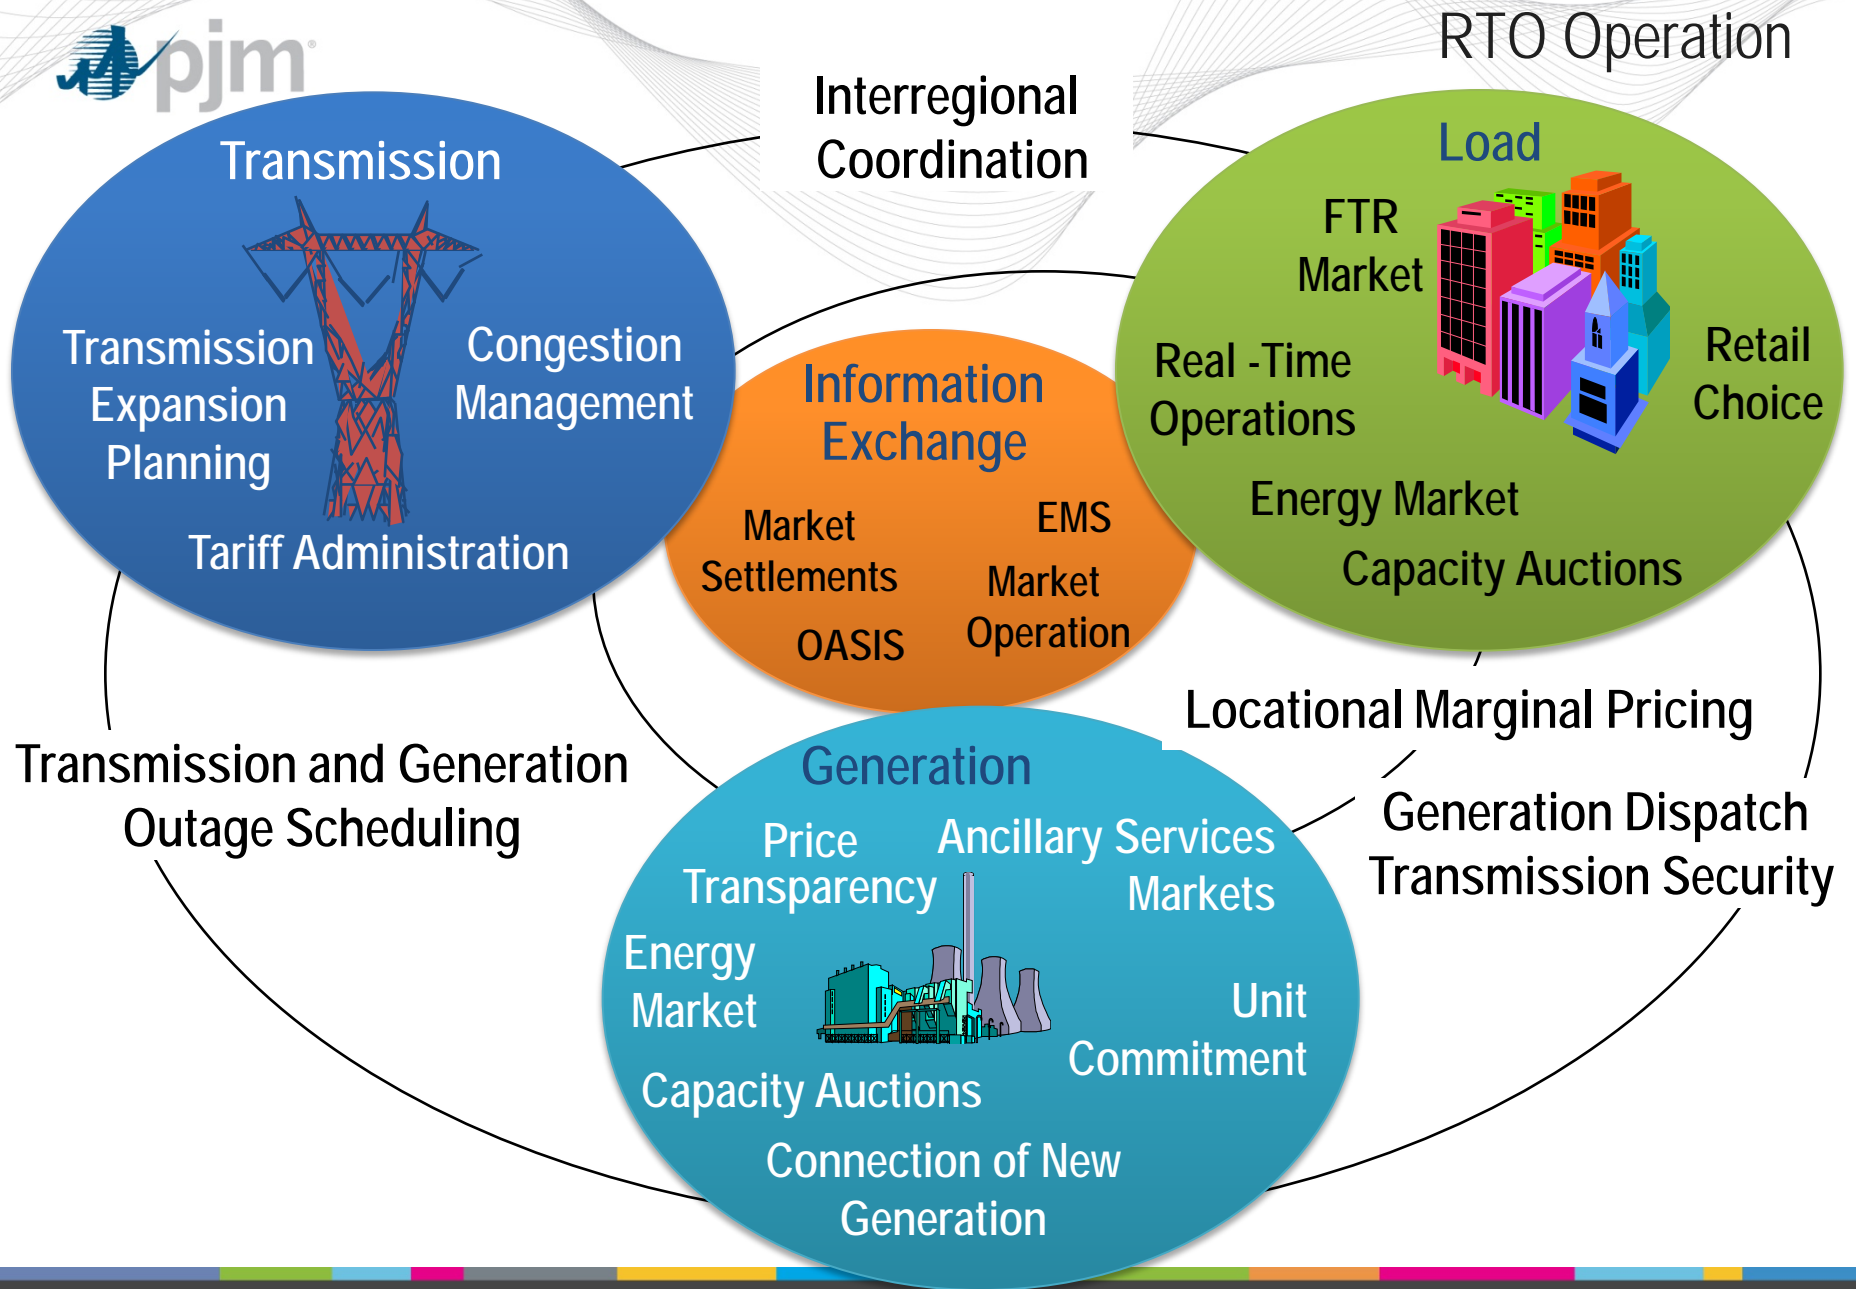 pjm
RTO Operation
Interregional
Coordination
Transmission
Transmission
Expansion
Planning
Congestion
Management
Tariff Administration
Load
FTR
Market
Real -Time
Operations
Retail
Choice
Energy Market
Capacity Auctions
Information
Exchange
Market
Settlements
EMS
Market
Operation
OASIS
Locational Marginal Pricing
Transmission and Generation
Outage Scheduling
Generation Dispatch
Transmission Security
Generation
Price
Transparency
Ancillary Services
Markets
Energy
Market
Unit
Commitment
Capacity Auctions
Connection of New
Generation